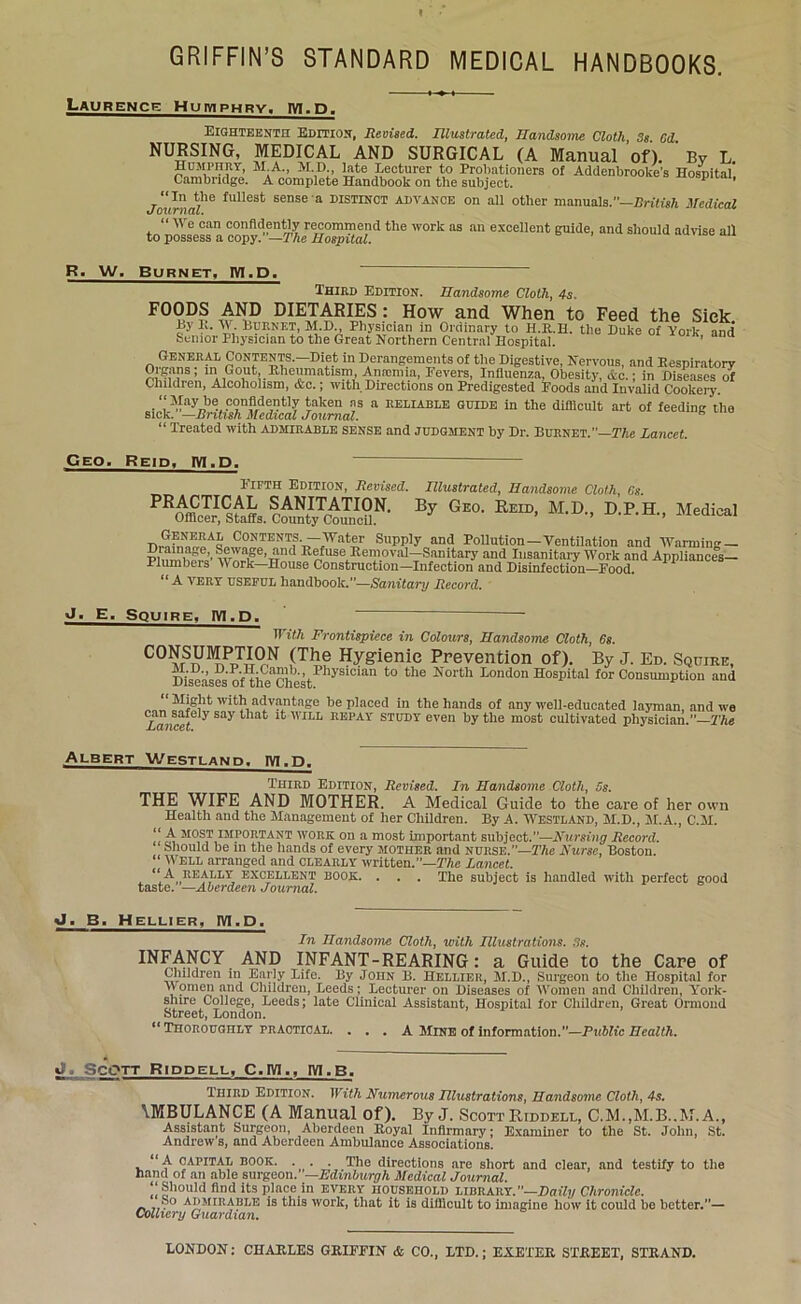 GRIFFIN'S STANDARD MEDICAL HANDBOOKS.
LAURENCE HUMPHRY, M.D.
EIGHTEENTH EDITION, Revised. Illustrated, Handsome Cloth, 3s. 6d.
NURSING, MEDICAL AND SURGICAL (A Manual of). By L.
HUMPHRY, M.A., M.D., late Lecturer to Probationers of Addenbrooke's Hospital,
Cambridge. A complete Handbook on the subject.
“In the fullest sense a DISTINCT ADVANCE on all other manuals.”—British Medical
Journal.
“We can confidently recommend the work as an excellent guide, and should advise all
to possess a copy.”—The Hospital.
R. W. BURNET, M.D.
THIRD EDITION. Handsome Cloth, 4s.
FOODS AND DIETARIES: How and When to Feed the Sick.
By R. W. BURNET, M.D., Physician in Ordinary to H.R.H. the Duke of York, and
Senior Physician to the Great Northern Central Hospital.
GENERAL CONTENTS.—Diet in Derangements of the Digestive, Nervous, and Respiratory
Organs; in Gout, Rheumatism, Anæmia, Fevers, Influenza, Obesity, &c.; in Diseases of
Children, Alcoholism, &c.; with Directions on Predigested Foods and Invalid Cookery.
“May be confidently taken as a RELIABLE GUIDE in the difficult art of feeding the
sick.”—British Medical Journal.
“Treated with ADMIRABLE SENSE and JUDGMENT by Dr. BURNET.”—The Lancet.
GEO. REID, M.D.
FIFTH EDITION, Revised. Illustrated, Handsome Cloth, 6s.
PRACTICAL SANITATION. By GEO. REID, M.D., D.P.H., Medical
Officer, Staffs. County Council.
GENERAL CONTENTS.—Water Supply and Pollution—Ventilation and Warming—
Drainage, Sewage, and Refuse Removal—Sanitary and Insanitary Work and Appliances—
Plumbers' Work—House Construction—Infection and Disinfection—Food.
“A VERY USEFUL handbook.”—Sanitary Record.
J. E. SQUIRE, M.D.
With Frontispiece in Colours, Handsome Cloth, 6s.
CONSUMPTION (The Hygienic Prevention of). By J. ED. SQUIRE,
M.D., D.P.H.Camb., Physician to the North London Hospital for Consumption and
Diseases of the Chest.
“Might with advantage be placed in the hands of any well-educated layman, and we
can safely say that it WILL REPAY STUDY even by the most cultivated physician.”—The
Lancet.
ALBERT WESTLAND, M.D.
THIRD EDITION, Revised. In Handsome Cloth, 5s.
THE WIFE AND MOTHER. A Medical Guide to the care of her own
Health and the Management of her Children. By A. WESTLAND, M.D., M.A., C.M.
“A MOST IMPORTANT WORK on a most important subject.”—Nursing Record.
“Should be in the hands of every MOTHER and NURSE.”—The Nurse, Boston.
“WELL arranged and CLEARLY written.”—The Lancet.
“A REALLY EXCELLENT BOOK. . . . The subject is handled with perfect good
taste.”—Aberdeen Journal.
J. B. HELLIER, M.D.
In Handsome Cloth, with Illustrations. 3s.
INFANCY AND INFANT-REARING: a Guide to the Care of
Children in Early Life. By JOHN B. HELLIER, M.D., Surgeon to the Hospital for
Women and Children, Leeds; Lecturer on Diseases of Women and Children, York-
shire College, Leeds; late Clinical Assistant, Hospital for Children, Great Ormond
Street, London.
“THOROUGHLY PRACTICAL. . . . A MINE of information.”—Public Health.
J. SCOTT RIDDELL, C.M., M.B.
THIRD EDITION. With Numerous Illustrations, Handsome Cloth, 4s.
AMBULANCE (A Manual of). By J. SCOTT RIDDELL, C.M.,M.B.,M.A.,
Assistant Surgeon, Aberdeen Royal Infirmary; Examiner to the St. John, St.
Andrew's, and Aberdeen Ambulance Associations.
“A CAPITAL BOOK. . . . The directions are short and clear, and testify to the
hand of an able surgeon.”—Edinburgh Medical Journal.
“Should find its place in EVERY HOUSEHOLD LIBRARY.”—Daily Chronicle.
“So ADMIRABLE is this work, that it is difficult to imagine how it could be better.”—
Colliery Guardian.
LONDON: CHARLES GRIFFIN & CO., LTD.; EXETER STREET, STRAND.